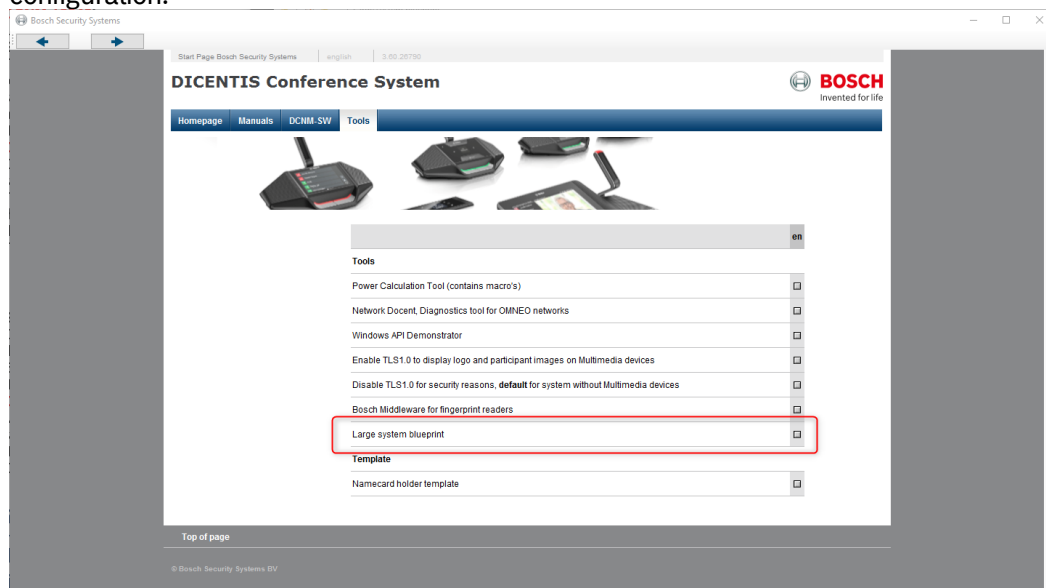 configuration.
Bosch Security Systems
Start Page Bosch Security Systems english 3.60.28790
DICENTIS Conference System
BOSCH
Invented for life
Homepage Manuals DCNM-SW Tools
en
Tools
Power Calculation Tool (contains macro's)
Network Docent, Diagnostics tool for OMNEO networks
Windows API Demonstrator
Enable TLS1.0 to display logo and participant images on Multimedia devices
Disable TLS1.0 for security reasons, default for system without Multimedia devices
Bosch Middleware for fingerprint readers
Large system blueprint
Template
Namecard holder template
Top of page
© Bosch Security Systems BV